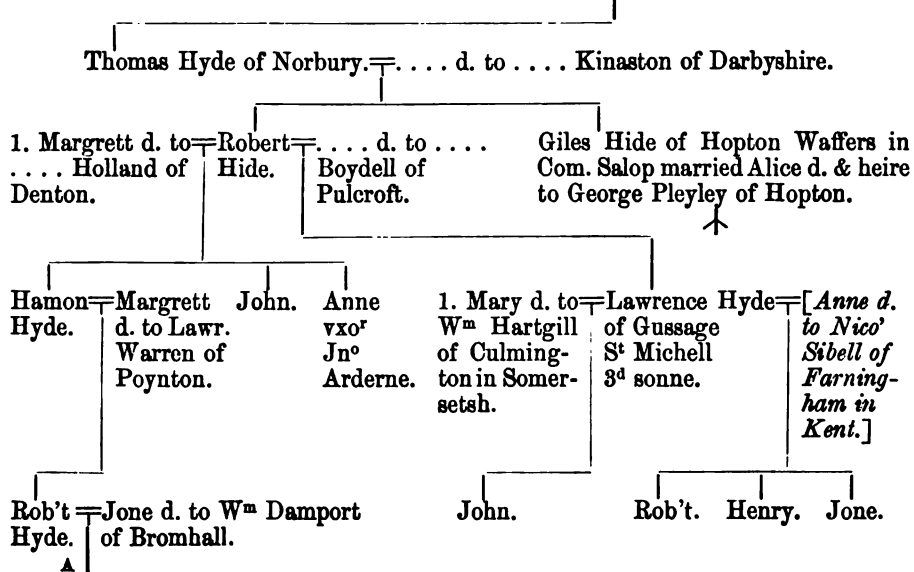 Thomas Hyde of Norbury.=. . . . d. to . . . . Kinaston of Darbyshire.
1. Margrett d. to=Robert=. . . . d. to . . . .
. . . . Holland of Hide. Boydell of
Denton. Pulcroft.
Giles Hide of Hopton Waffers in
Com. Salop married Alice d. & heire
to George Pleyley of Hopton.
Hamon=Margrett
Hyde. d. to Lawr.
Warren of
Poynton.
John.
Anne
vxoʳ
Jnᵒ
Arderne.
1. Mary d. to=Lawrence Hyde=[Anne d.
Wᵐ Hartgill of Gussage to Nico'
of Culming- Sᵗ Michell Sibell of
ton in Somer- 3ᵈ sonne. Farning-
setsh. ham in
Kent.]
Rob't=Jone d. to Wᵐ Damport
Hyde. of Bromhall.
John.
Rob't. Henry. Jone.
A